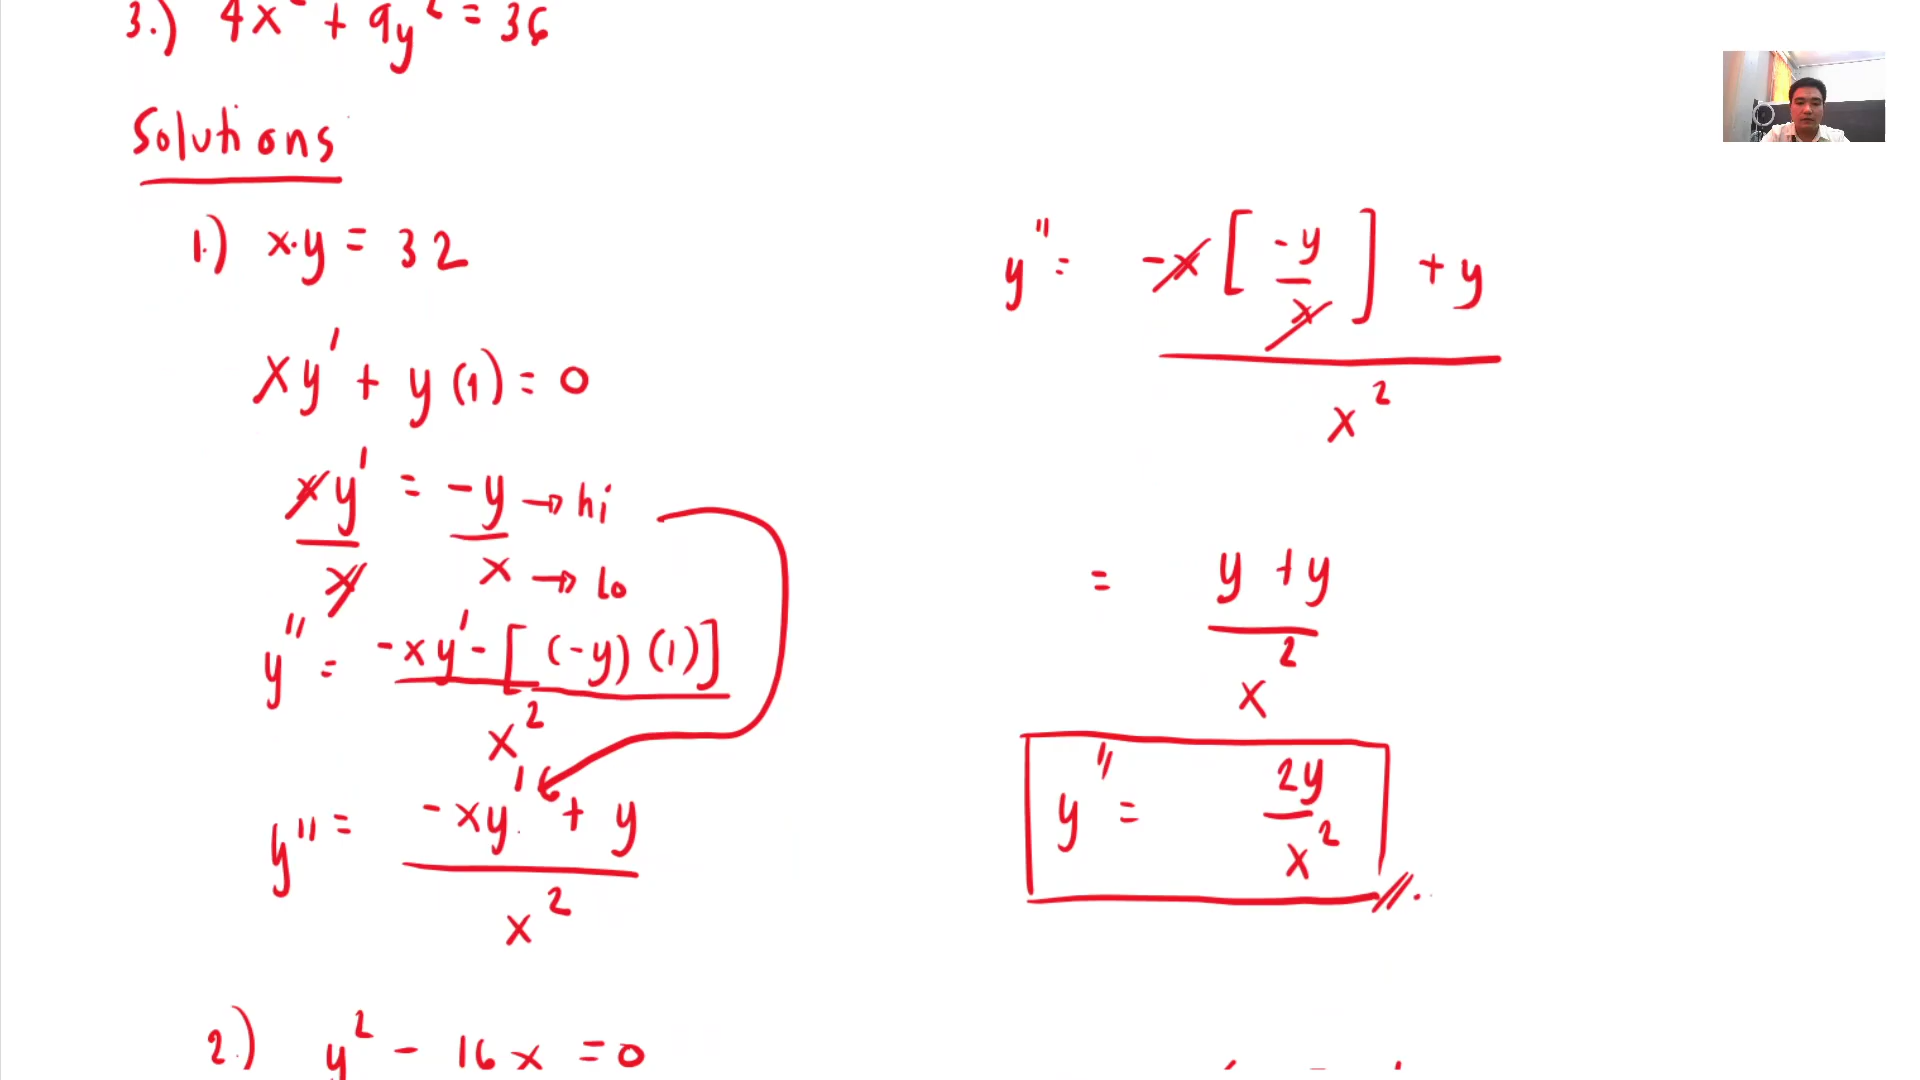 3.) 4x² + 9y² = 36
Solutions
1.) x·y = 32
xy' + y(1) = 0
xy'/x = -y/x → hi → lo
y'' = (-xy' - [(-y)(1)])/x²
y'' = (-xy' + y)/x²
y'' = (-x[-y/x] + y)/x²
= (y + y)/x²
y'' = 2y/x²
2.) y² - 16x = 0